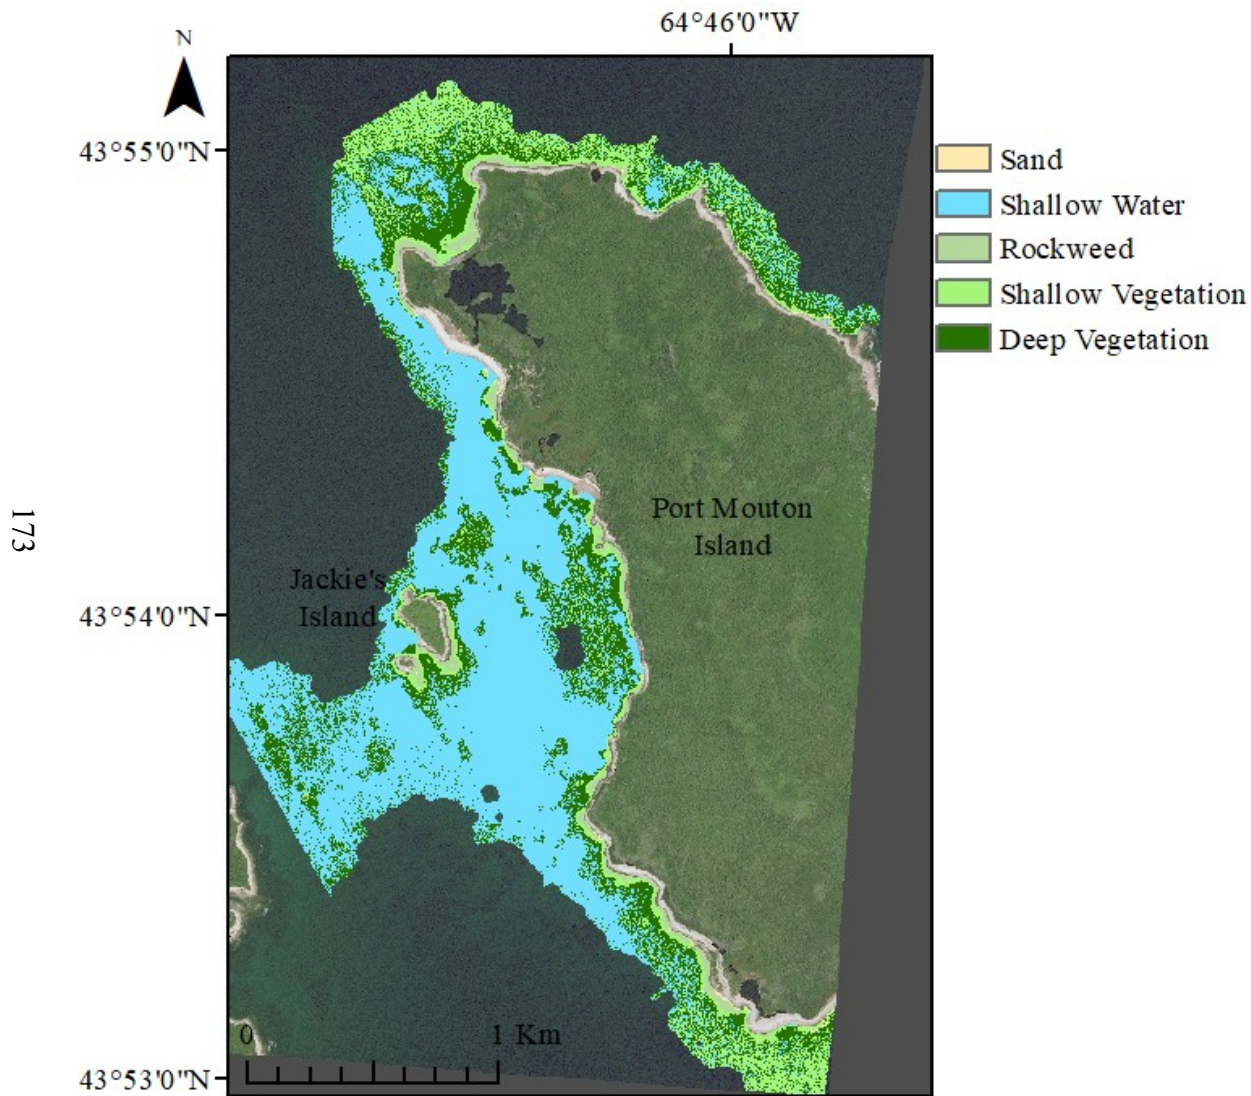 64°46'0"W
N
43°55'0"N
Sand
Shallow Water
Rockweed
Shallow Vegetation
Deep Vegetation
Port Mouton
Island
173
Jackie's
Island
43°54'0"N
0 1 Km
43°53'0"N